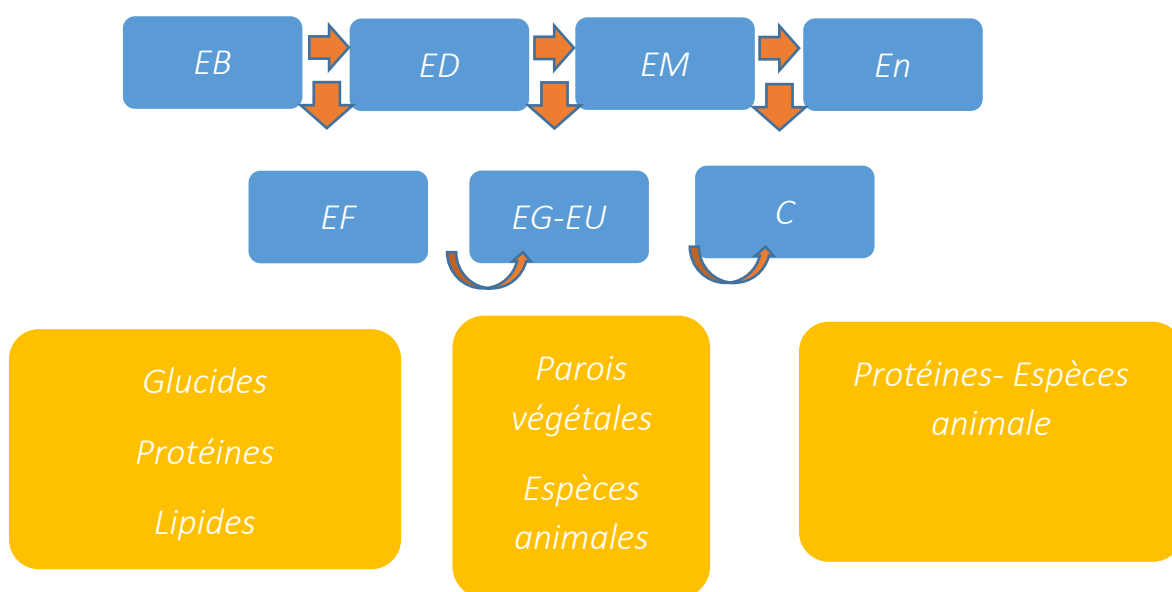 EB
ED
EM
En
EF
EG-EU
C
Glucides
Protéines
Lipides
Parois
végétales
Espèces
animales
Protéines- Espèces
animale